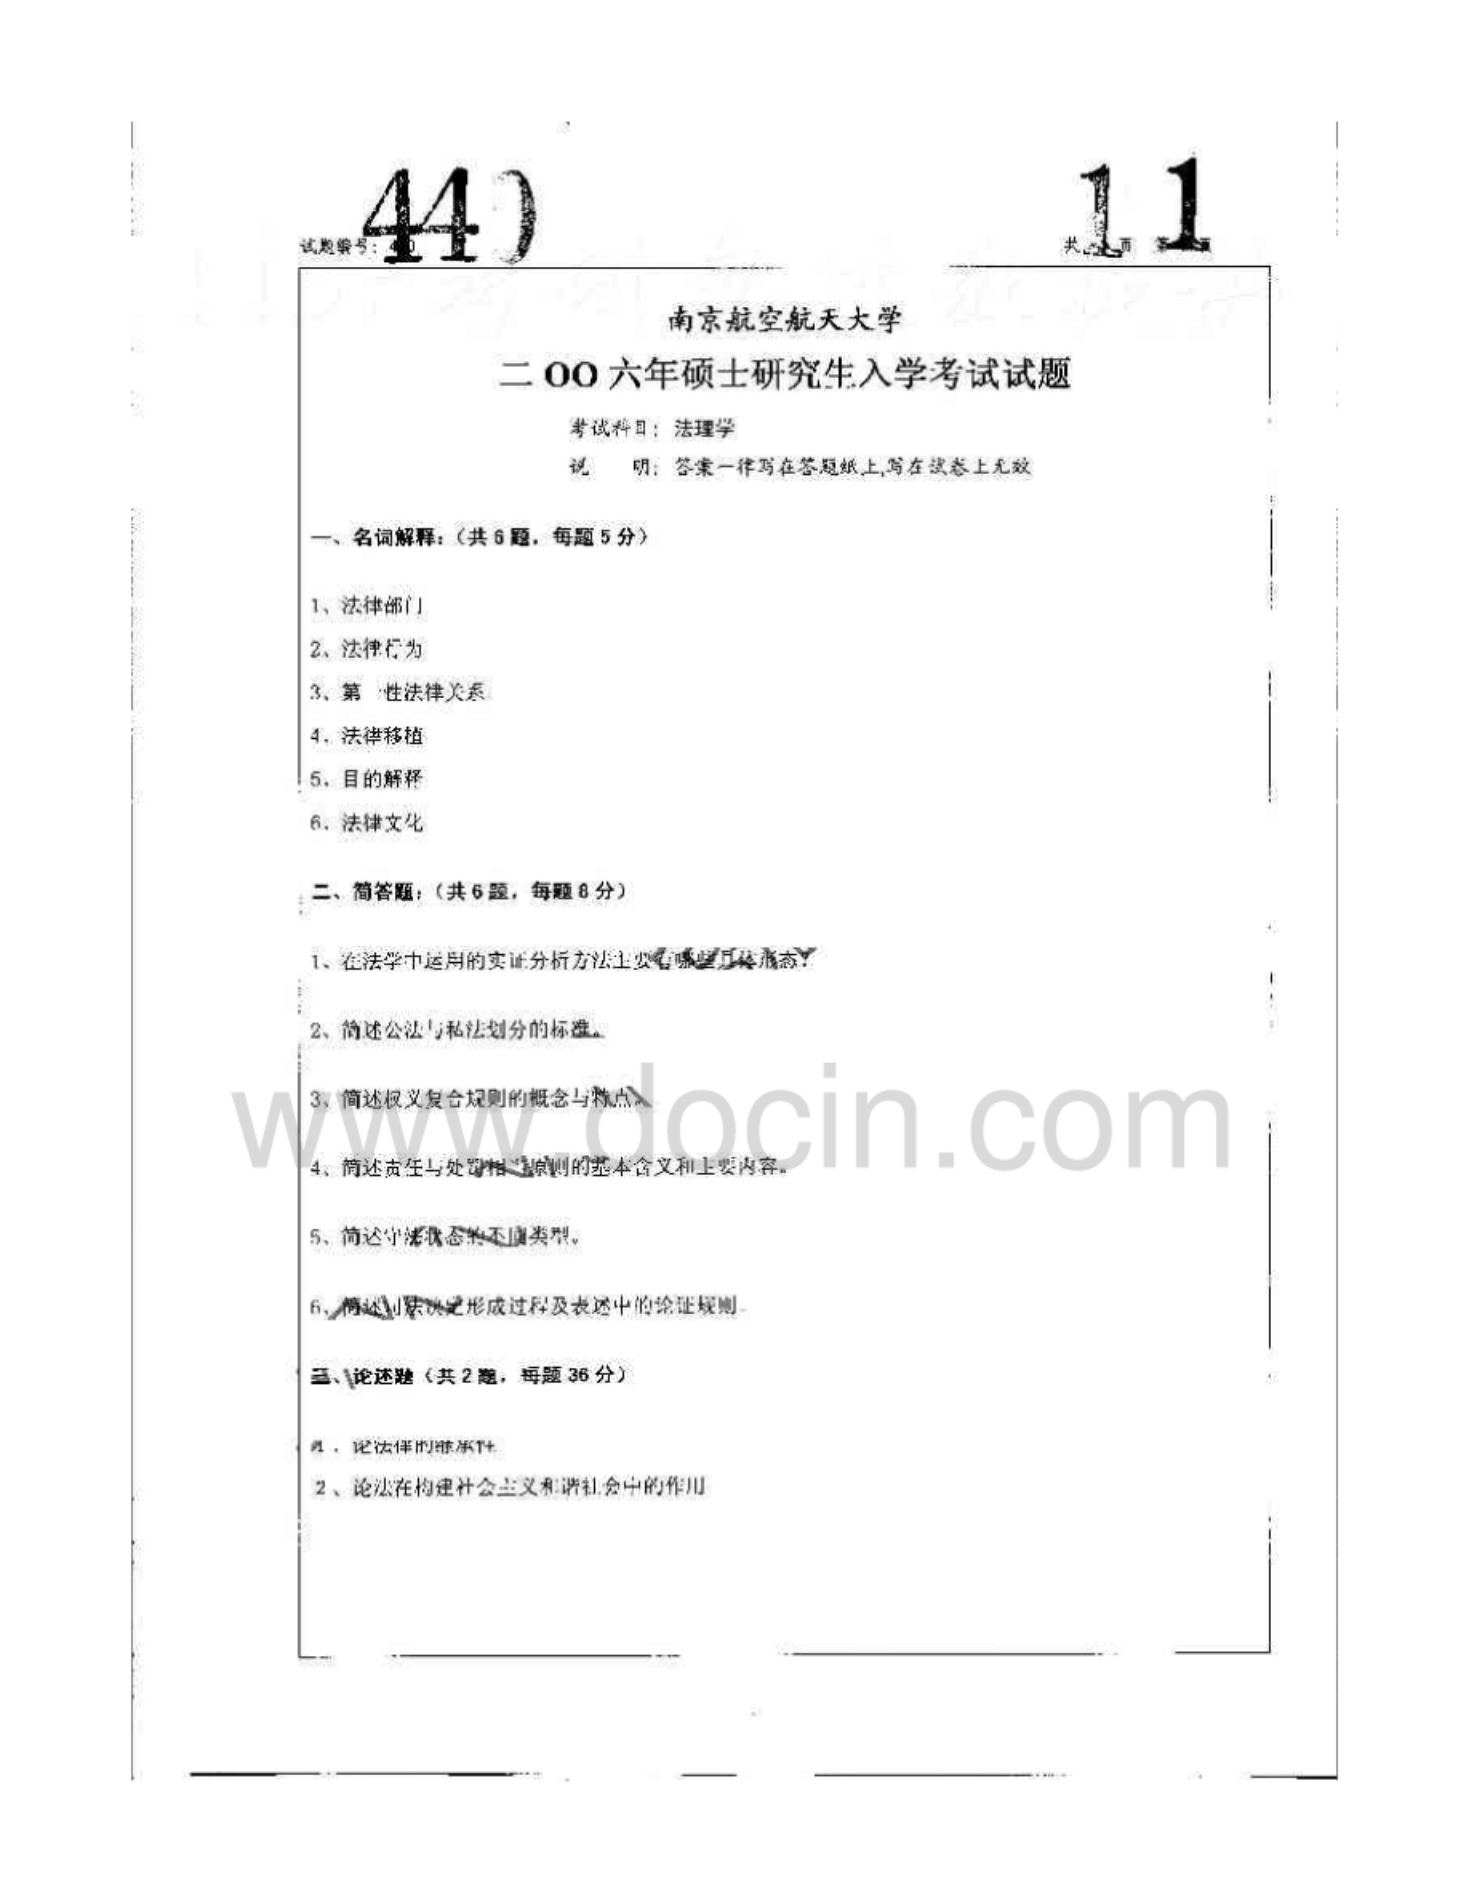 440
1 1
试题编号：440
共 1 页 第 1 页
南京航空航天大学
二OO六年硕士研究生入学考试试题
考试科目：法理学
说 明：答案一律写在答题纸上,写在试卷上无效
一、名词解释：（共6题，每题5分）
1、法律部门
2、法律行为
3、第 性法律关系
4、法律移植
5、目的解释
6、法律文化
二、简答题：（共6题，每题8分）
1、在法学中运用的实证分析方法主要有哪些具体形态？
2、简述公法与私法划分的标准。
3、简述权义复合规则的概念与特点。
www.docin.com
4、简述责任与处罚相当原则的基本含义和主要内容。
5、简述守法状态的不同类型。
6、简述司法决定形成过程及表述中的论证规则
三、论述题（共2题，每题36分）
1、论法律的继承性
2、论法在构建社会主义和谐社会中的作用